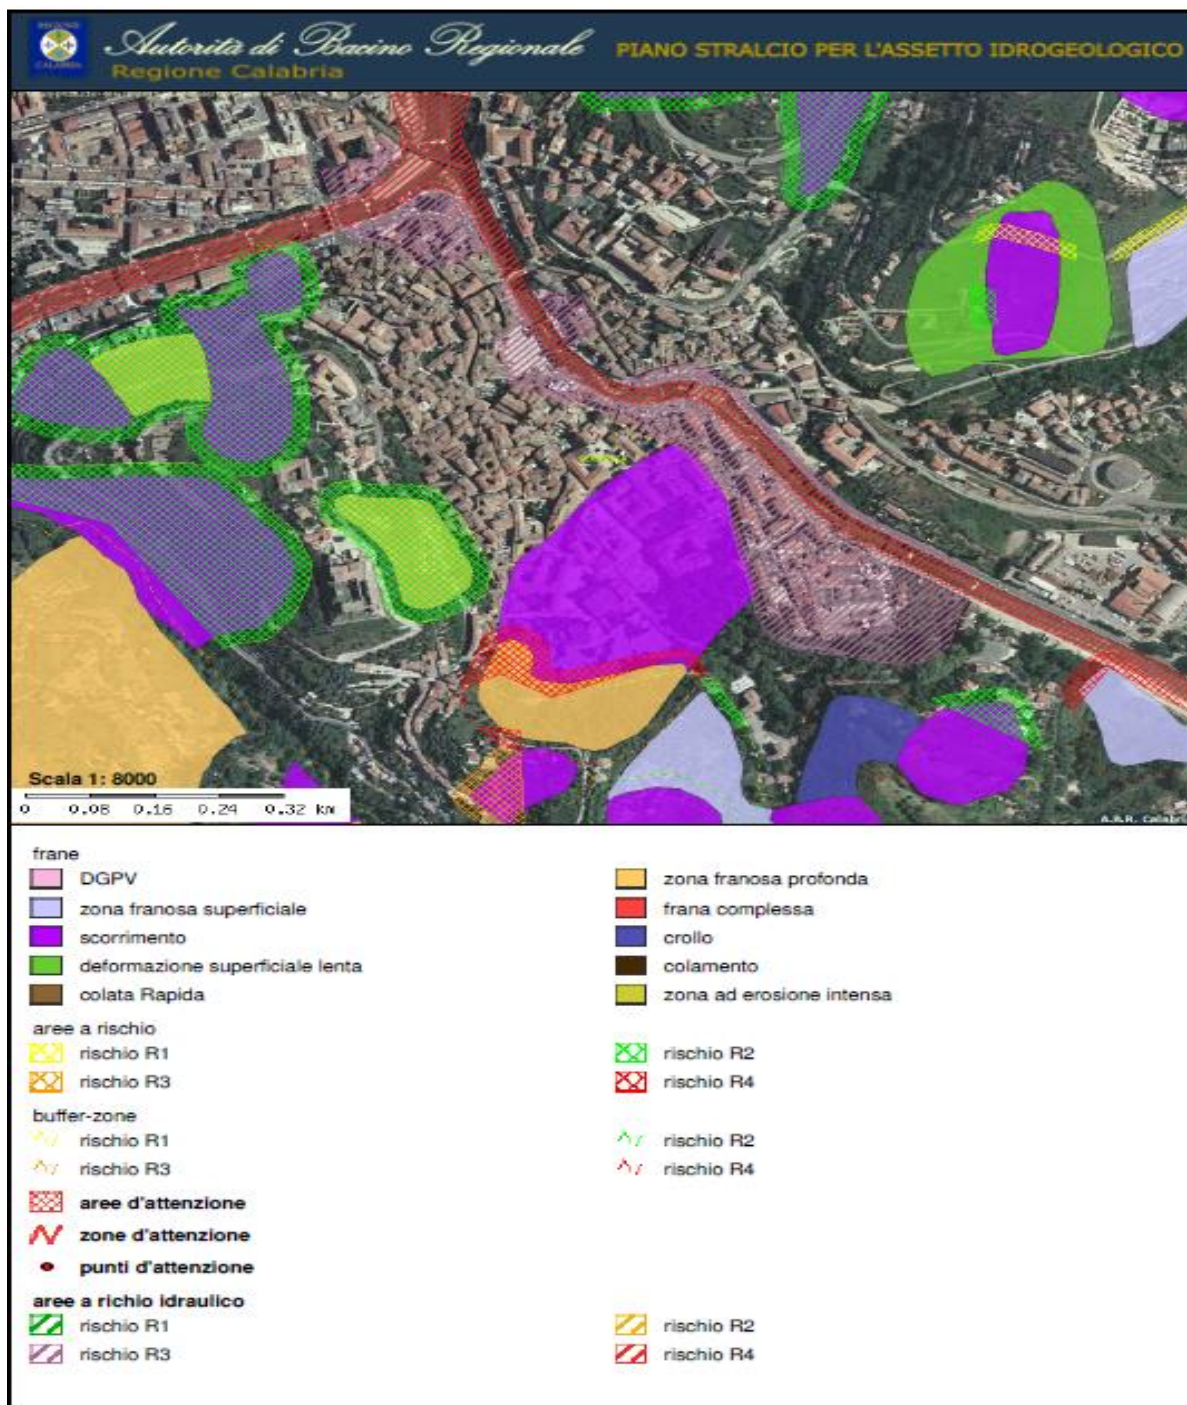 REGIONE
CALABRIA
Autorità di Bacino Regionale
Regione Calabria
PIANO STRALCIO PER L'ASSETTO IDROGEOLOGICO
Scala 1: 8000
0 0.08 0.16 0.24 0.32 km
A.A.R. Calabri
frane
DGPV
zona franosa superficiale
scorrimento
deformazione superficiale lenta
colata Rapida
zona franosa profonda
frana complessa
crollo
colamento
zona ad erosione intensa
aree a rischio
rischio R1
rischio R3
rischio R2
rischio R4
buffer-zone
rischio R1
rischio R3
rischio R2
rischio R4
aree d'attenzione
zone d'attenzione
punti d'attenzione
aree a richio idraulico
rischio R1
rischio R3
rischio R2
rischio R4